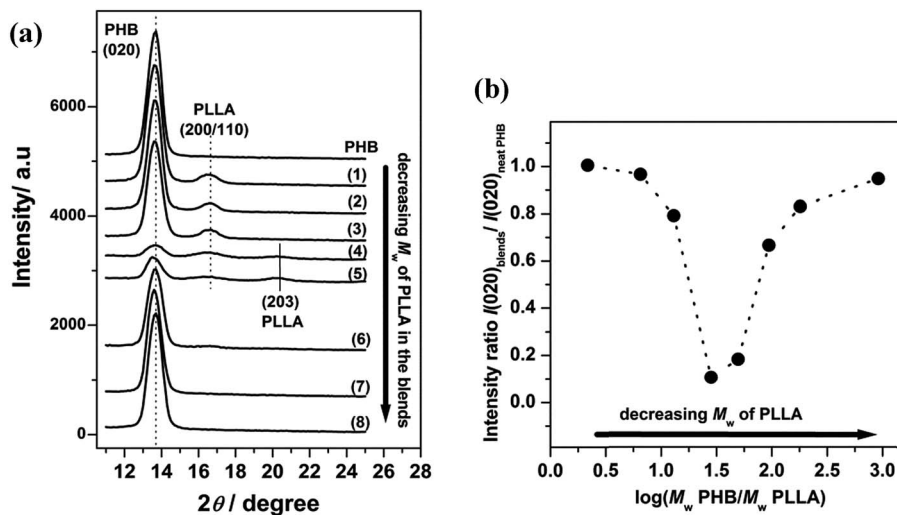 (a)
PHB
(020)
PLLA
(200/110)
PHB
(1)
(2)
(3)
(4)
(5)
(203)
PLLA
(6)
(7)
(8)
decreasing Mw of PLLA in the blends
Intensity/ a.u
6000
4000
2000
0
12 14 16 18 20 22 24 26 28
2θ / degree
(b)
Intensity ratio I(020)blends/ I(020)neat PHB
1.0
0.8
0.6
0.4
0.2
0.0
decreasing Mw of PLLA
0.0 0.5 1.0 1.5 2.0 2.5 3.0
log(Mw PHB/Mw PLLA)